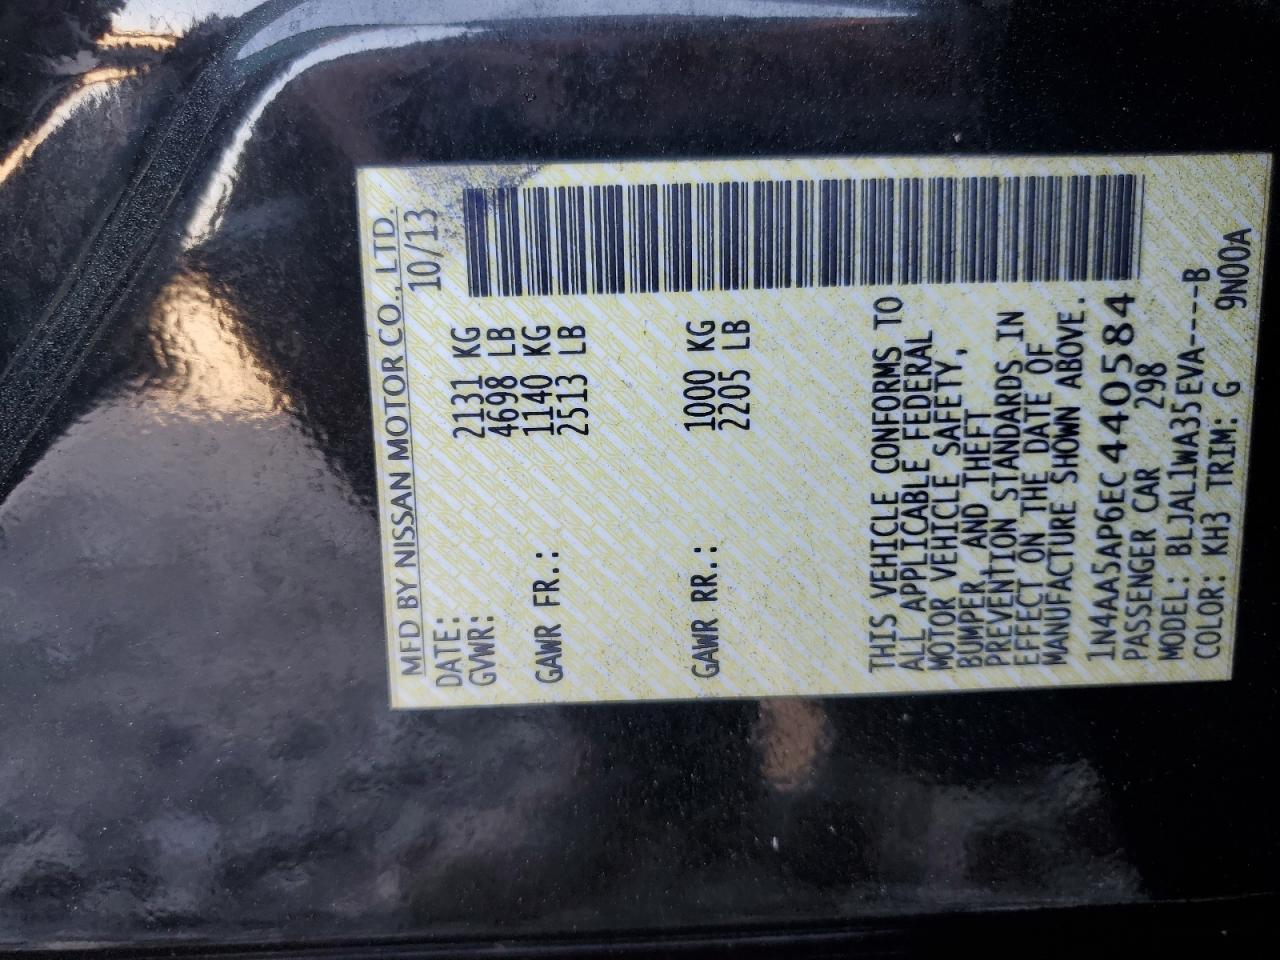 MFD BY NISSAN MOTOR CO., LTD.
DATE: 10/13
GVWR: 2131 KG
4698 LB
GAWR FR.: 1140 KG
2513 LB
GAWR RR.: 1000 KG
2205 LB
THIS VEHICLE CONFORMS TO
ALL APPLICABLE FEDERAL
MOTOR VEHICLE SAFETY,
BUMPER, AND THEFT
PREVENTION STANDARDS IN
EFFECT ON THE DATE OF
MANUFACTURE SHOWN ABOVE.
1N4AA5AP6EC440584
PASSENGER CAR 298
MODEL: BLJALIWA35EVA----B
COLOR: KH3 TRIM: G 9N00A